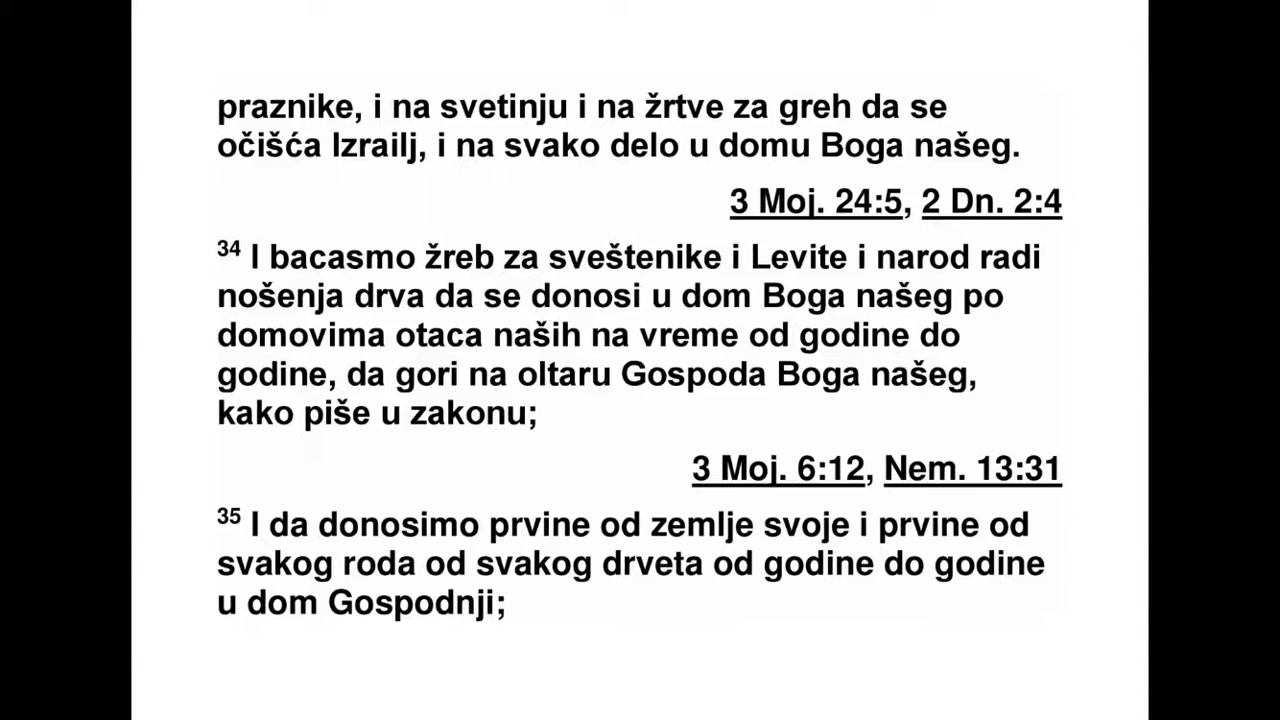 praznike, i na svetinju i na žrtve za greh da se
očišća Izrailj, i na svako delo u domu Boga našeg.
3 Moj. 24:5, 2 Dn. 2:4
34 I bacasmo žreb za sveštenike i Levite i narod radi
nošenja drva da se donosi u dom Boga našeg po
domovima otaca naših na vreme od godine do
godine, da gori na oltaru Gospoda Boga našeg,
kako piše u zakonu;
3 Moj. 6:12, Nem. 13:31
35 I da donosimo prvine od zemlje svoje i prvine od
svakog roda od svakog drveta od godine do godine
u dom Gospodnji;